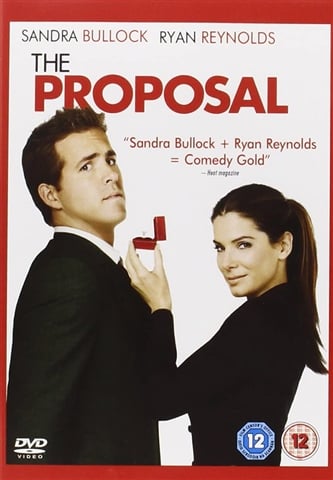 SANDRA BULLOCK RYAN REYNOLDS
THE
PROPOSAL
“Sandra Bullock + Ryan Reynolds
= Comedy Gold”
— Heat magazine
DVD
VIDEO
12
12